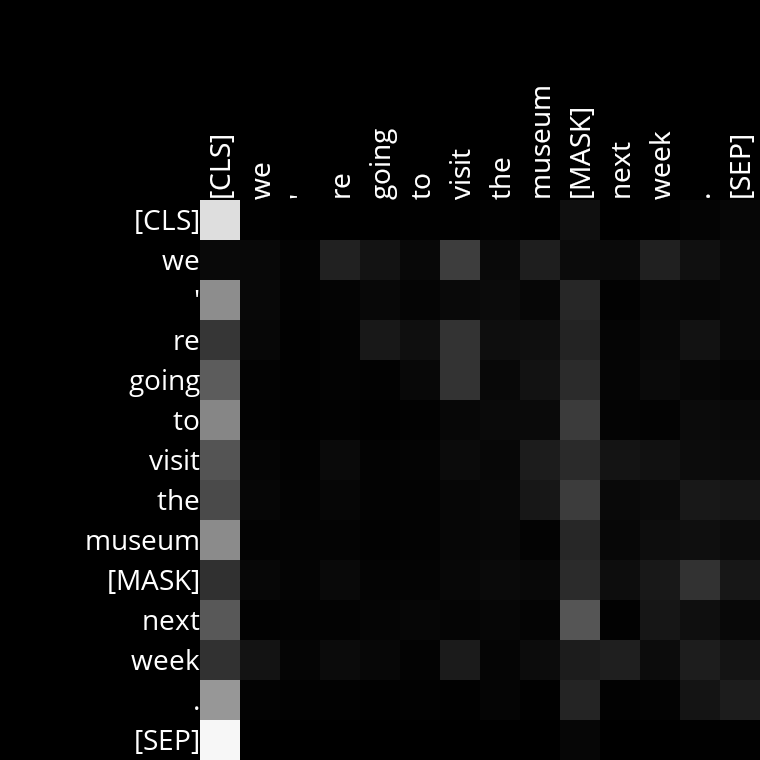 [CLS] we ' re going to visit the museum [MASK] next week . [SEP]
[CLS]
we
'
re
going
to
visit
the
museum
[MASK]
next
week
.
[SEP]